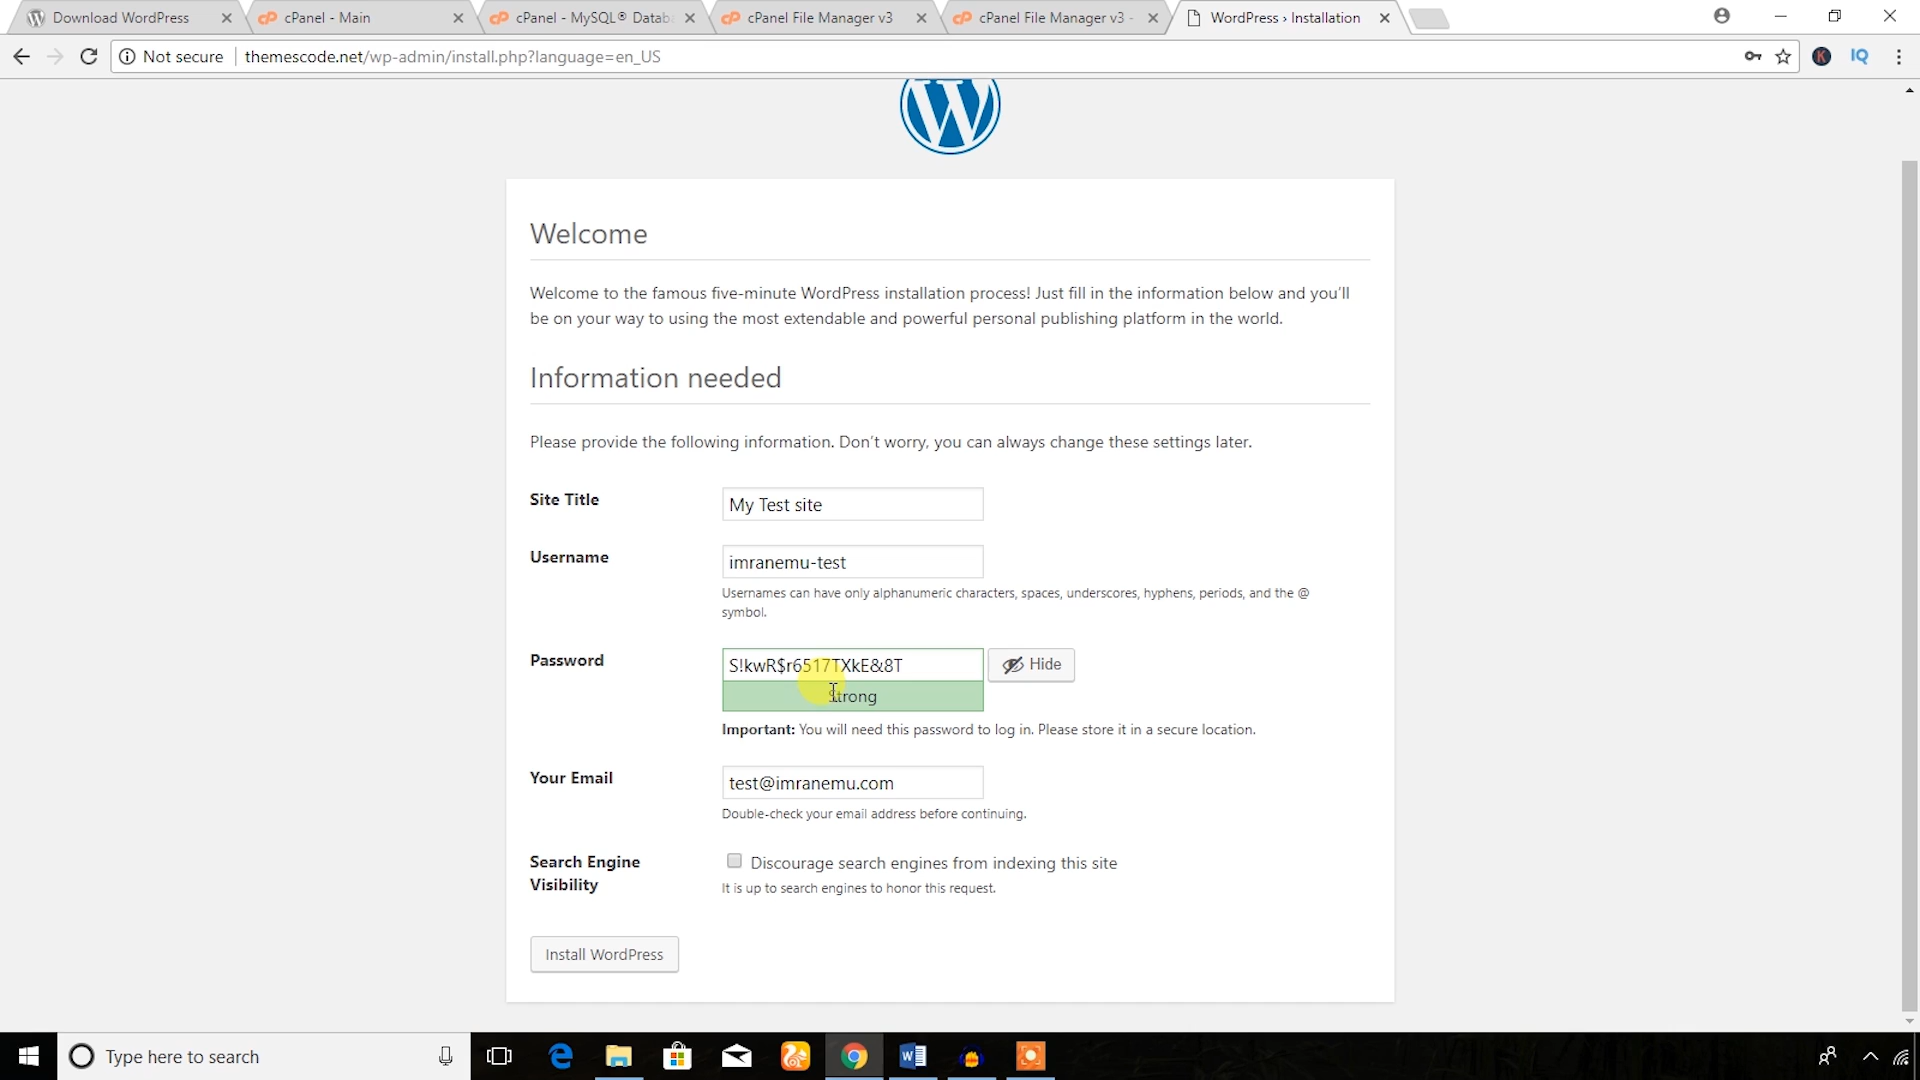 Download WordPress
cPanel - Main
cPanel - MySQL® Datab
cPanel File Manager v3
cPanel File Manager v3 -
WordPress › Installation
Not secure
themescode.net/wp-admin/install.php?language=en_US
Welcome
Welcome to the famous five-minute WordPress installation process! Just fill in the information below and you'll
be on your way to using the most extendable and powerful personal publishing platform in the world.
Information needed
Please provide the following information. Don't worry, you can always change these settings later.
Site Title
My Test site
Username
imranemu-test
Usernames can have only alphanumeric characters, spaces, underscores, hyphens, periods, and the @
symbol.
Password
S!kwR$r6517TXkE&8T
Hide
Strong
Important: You will need this password to log in. Please store it in a secure location.
Your Email
test@imranemu.com
Double-check your email address before continuing.
Search Engine
Visibility
Discourage search engines from indexing this site
It is up to search engines to honor this request.
Install WordPress
Type here to search